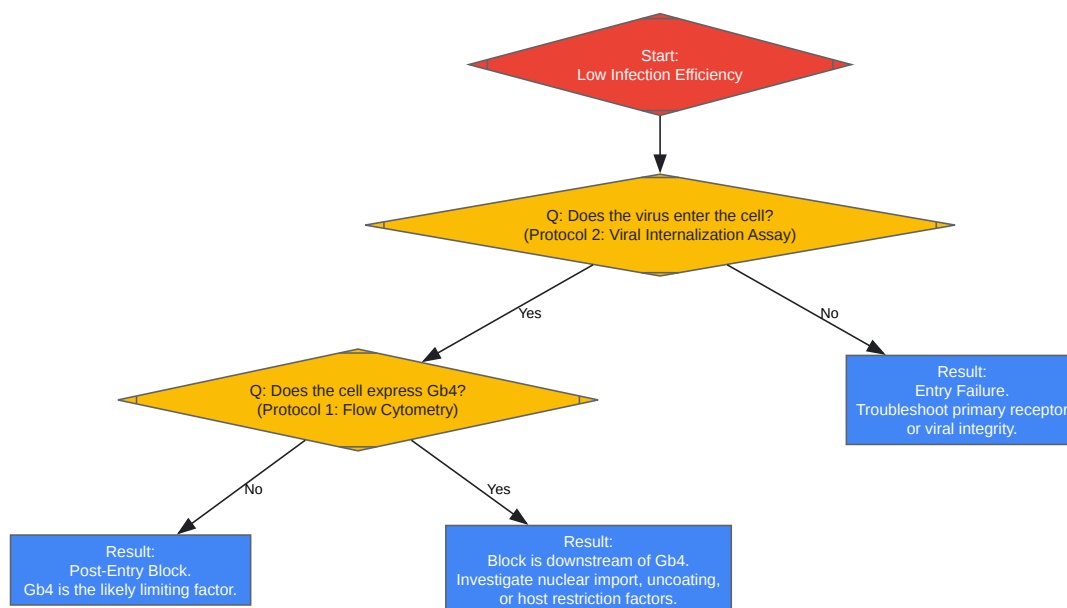 Start:
Low Infection Efficiency
Q: Does the virus enter the cell?
(Protocol 2: Viral Internalization Assay)
Yes
No
Q: Does the cell express Gb4?
(Protocol 1: Flow Cytometry)
Result:
Entry Failure.
Troubleshoot primary receptor
or viral integrity.
No
Yes
Result:
Post-Entry Block.
Gb4 is the likely limiting factor.
Result:
Block is downstream of Gb4.
Investigate nuclear import, uncoating,
or host restriction factors.